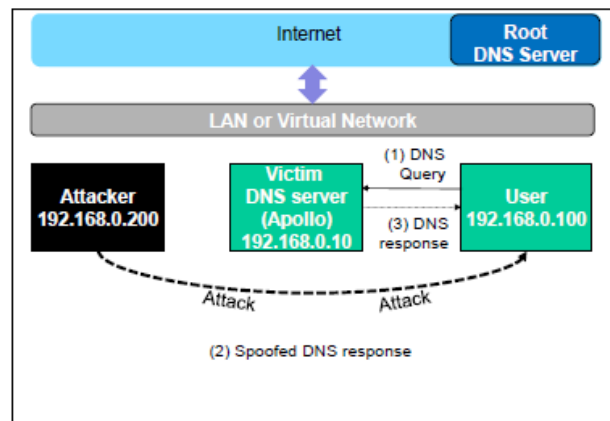 Internet
Root
DNS Server
LAN or Virtual Network
Attacker
192.168.0.200
Victim
DNS server
(Apollo)
192.168.0.10
(1) DNS
Query
(3) DNS
response
User
192.168.0.100
Attack
Attack
(2) Spoofed DNS response